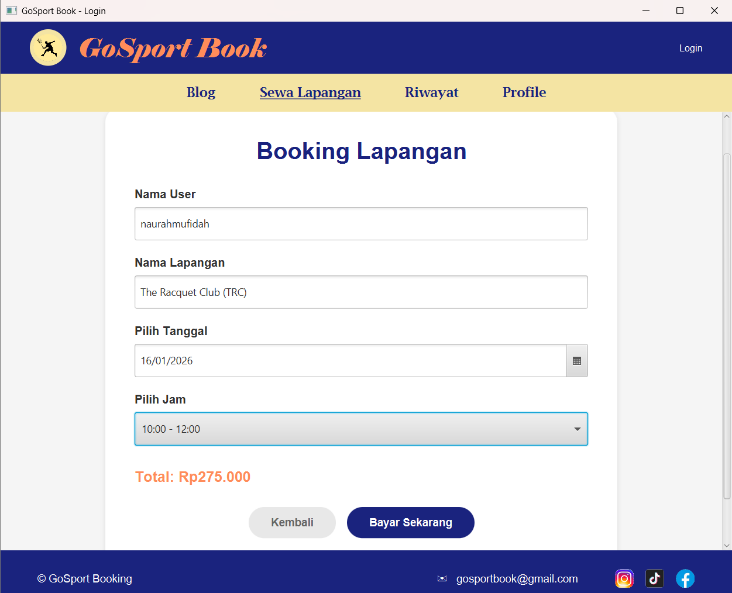 GoSport Book - Login
GoSport Book
Login
Blog Sewa Lapangan Riwayat Profile
Booking Lapangan
Nama User
naurahmufidah
Nama Lapangan
The Racquet Club (TRC)
Pilih Tanggal
16/01/2026
Pilih Jam
10:00 - 12:00
Total: Rp275.000
Kembali Bayar Sekarang
© GoSport Booking gosportbook@gmail.com